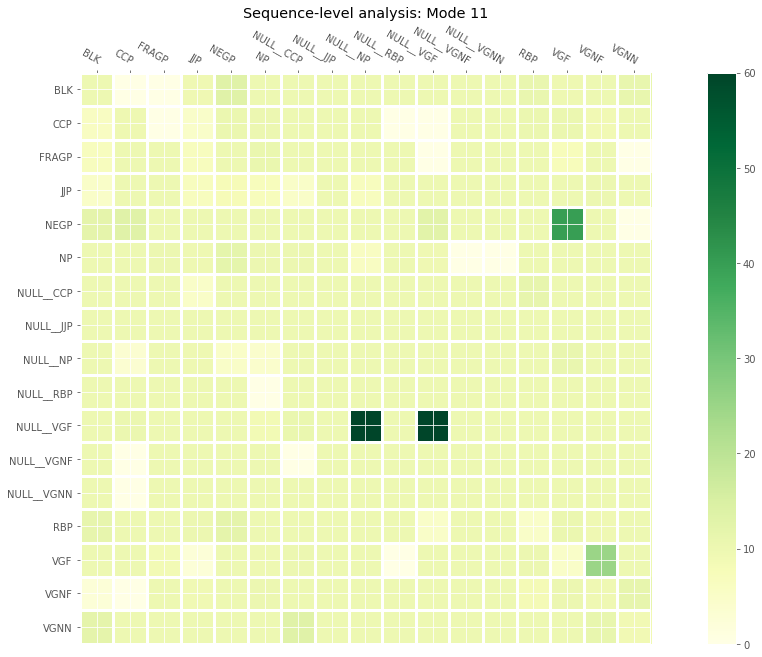 Sequence-level analysis: Mode 11
BLK CCP FRAGP JJP NEGP NP NULL__CCP NULL__JJP NULL__NP NULL__RBP NULL__VGF NULL__VGNF NULL__VGNN RBP VGF VGNF VGNN
BLK
CCP
FRAGP
JJP
NEGP
NP
NULL__CCP
NULL__JJP
NULL__NP
NULL__RBP
NULL__VGF
NULL__VGNF
NULL__VGNN
RBP
VGF
VGNF
VGNN
60
50
40
30
20
10
0